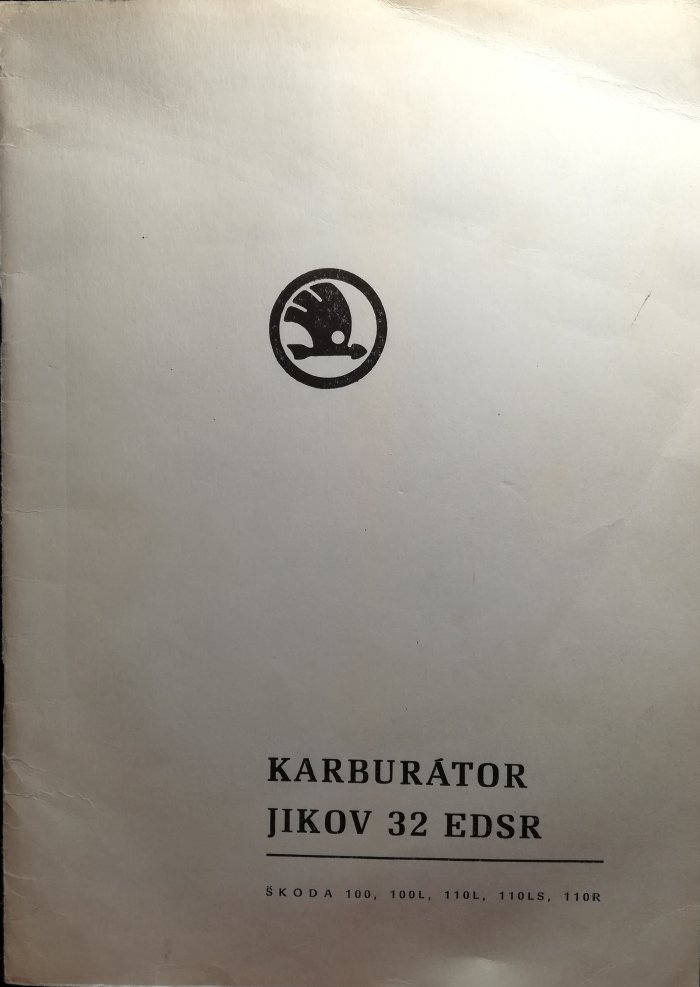 KARBURÁTOR
JIKOV 32 EDSR
ŠKODA 100, 100L, 110L, 110LS, 110R